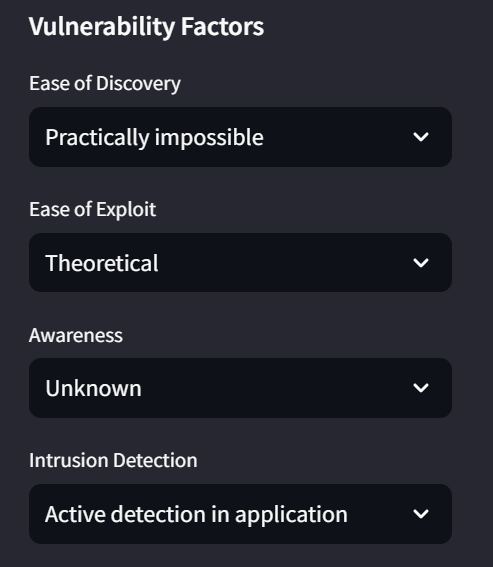 Vulnerability Factors
Ease of Discovery
Practically impossible
Ease of Exploit
Theoretical
Awareness
Unknown
Intrusion Detection
Active detection in application